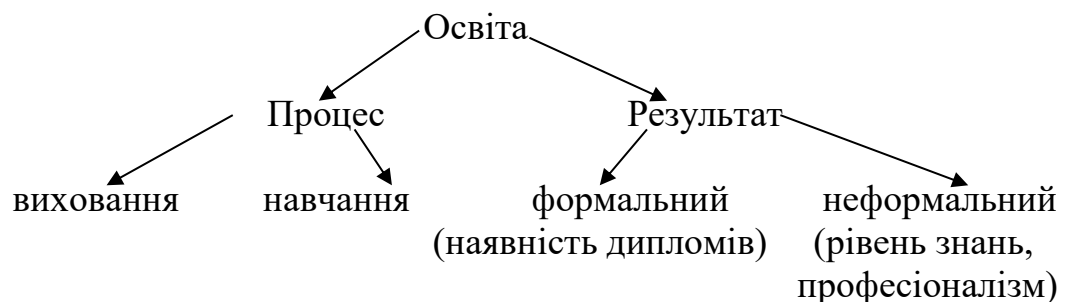 Освіта
Процес Результат
виховання навчання формальний неформальний
(наявність дипломів) (рівень знань,
професіоналізм)